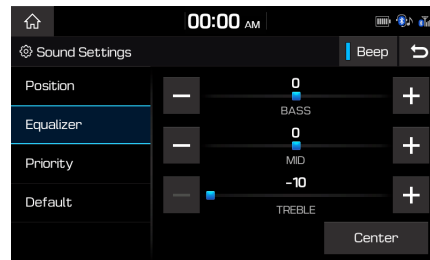 00:00 AM
Sound Settings
Beep
Position
Equalizer
Priority
Default
0
BASS
0
MID
-10
TREBLE
Center